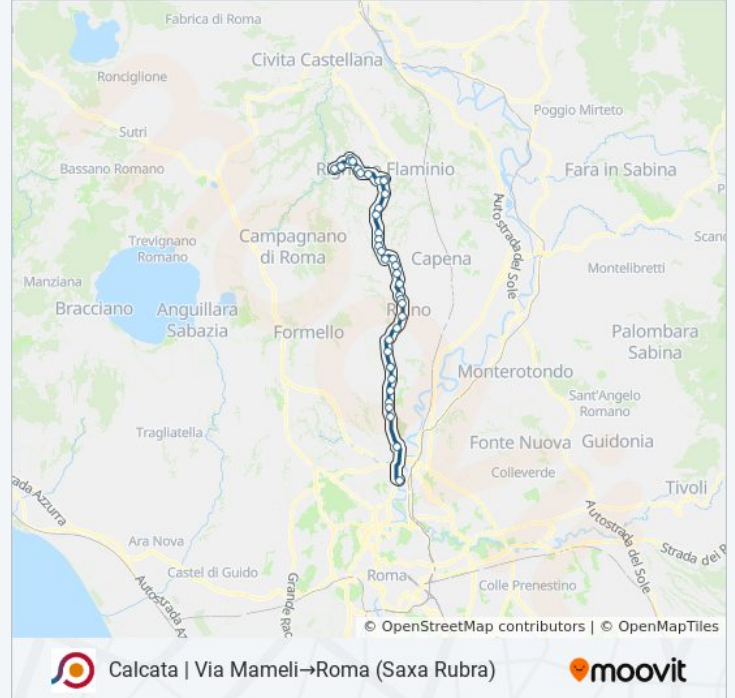 Fabrica di Roma
Civita Castellana
Ronciglione
Poggio Mirteto
Sutri
Bassano Romano
Flaminio
Fara in Sabina
Autostrada del Sole
Trevignano
Romano
Campagnano
di Roma
Capena
Montelibretti
Manziana
Bracciano
Anguillara
Sabazia
Formello
Palombara
Sabina
Monterotondo
Sant'Angelo
Romano
Tragliatella
Fonte Nuova
Guidonia
Colleverde
Tivoli
Ara Nova
Castel di Guido
Roma
Colle Prenestino
Autostrada del Sole
© OpenStreetMap contributors | © OpenMapTiles
Calcata | Via Mameli→Roma (Saxa Rubra)
moovit